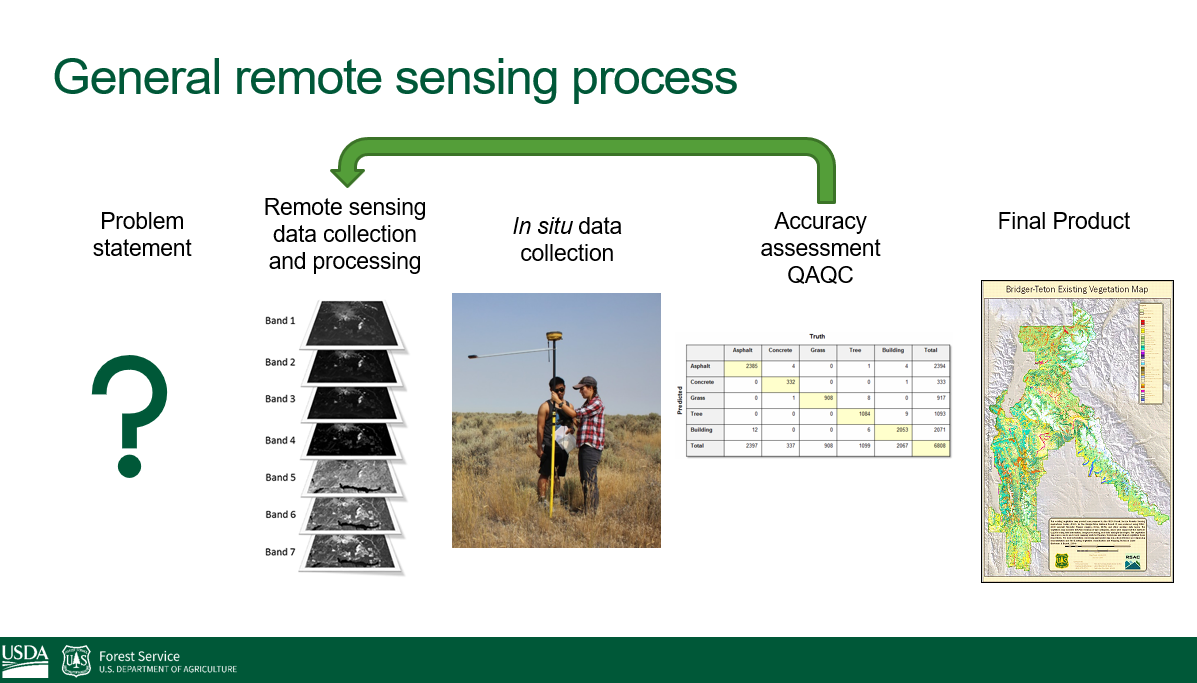 General remote sensing process
Problem
statement
Remote sensing
data collection
and processing
In situ data
collection
Accuracy
assessment
QAQC
Final Product
Band 1
Band 2
Band 3
Band 4
Band 5
Band 6
Band 7
Truth
Predicted
Asphalt Concrete Grass Tree Building Total
Asphalt 2385 4 0 1 4 2394
Concrete 0 332 0 0 1 333
Grass 0 1 908 8 0 917
Tree 0 0 0 1084 9 1093
Building 12 0 0 6 2053 2071
Total 2397 337 908 1099 2067 6808
Bridger-Teton Existing Vegetation Map
RSAC
USDA
Forest Service
U.S. DEPARTMENT OF AGRICULTURE